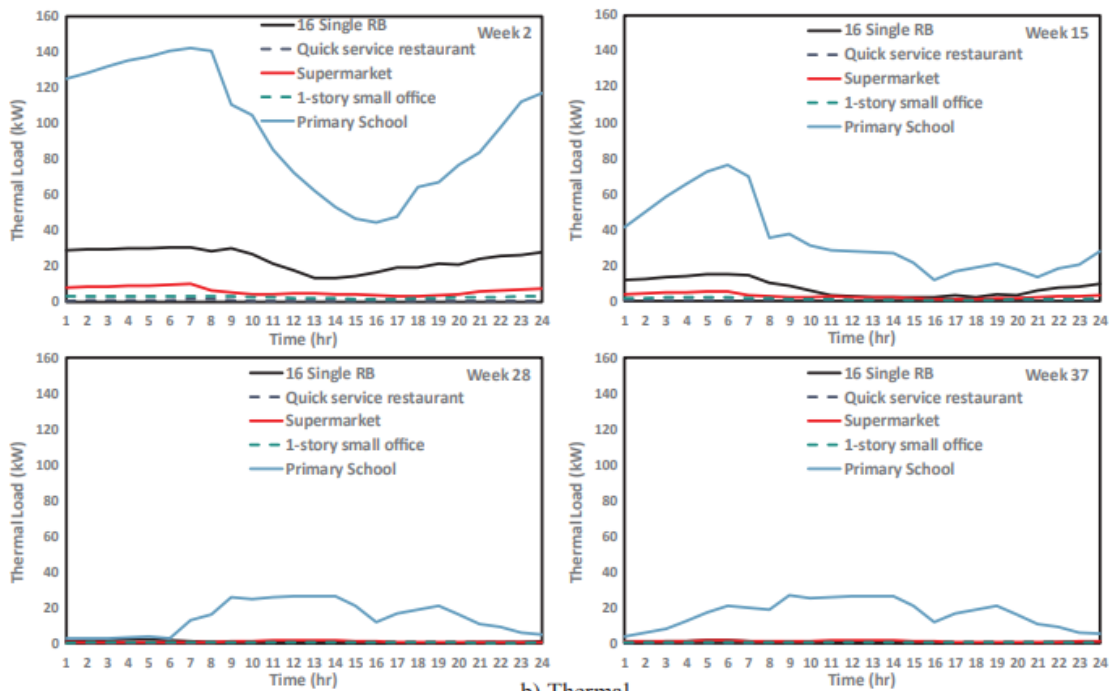 160
16 Single RB
Week 2
140
Quick service restaurant
120
Supermarket
100
1-story small office
80
Primary School
60
40
20
0
Thermal Load (kW)
1 2 3 4 5 6 7 8 9 10 11 12 13 14 15 16 17 18 19 20 21 22 23 24
Time (hr)
160
16 Single RB
Week 15
140
Quick service restaurant
120
Supermarket
100
1-story small office
80
Primary School
60
40
20
0
Thermal Load (kW)
1 2 3 4 5 6 7 8 9 10 11 12 13 14 15 16 17 18 19 20 21 22 23 24
Time (hr)
160
16 Single RB
Week 28
140
Quick service restaurant
120
Supermarket
100
1-story small office
80
Primary School
60
40
20
0
Thermal Load (kW)
1 2 3 4 5 6 7 8 9 10 11 12 13 14 15 16 17 18 19 20 21 22 23 24
Time (hr)
160
16 Single RB
Week 37
140
Quick service restaurant
120
Supermarket
100
1-story small office
80
Primary School
60
40
20
0
Thermal Load (kW)
1 2 3 4 5 6 7 8 9 10 11 12 13 14 15 16 17 18 19 20 21 22 23 24
Time (hr)
b) Thermal